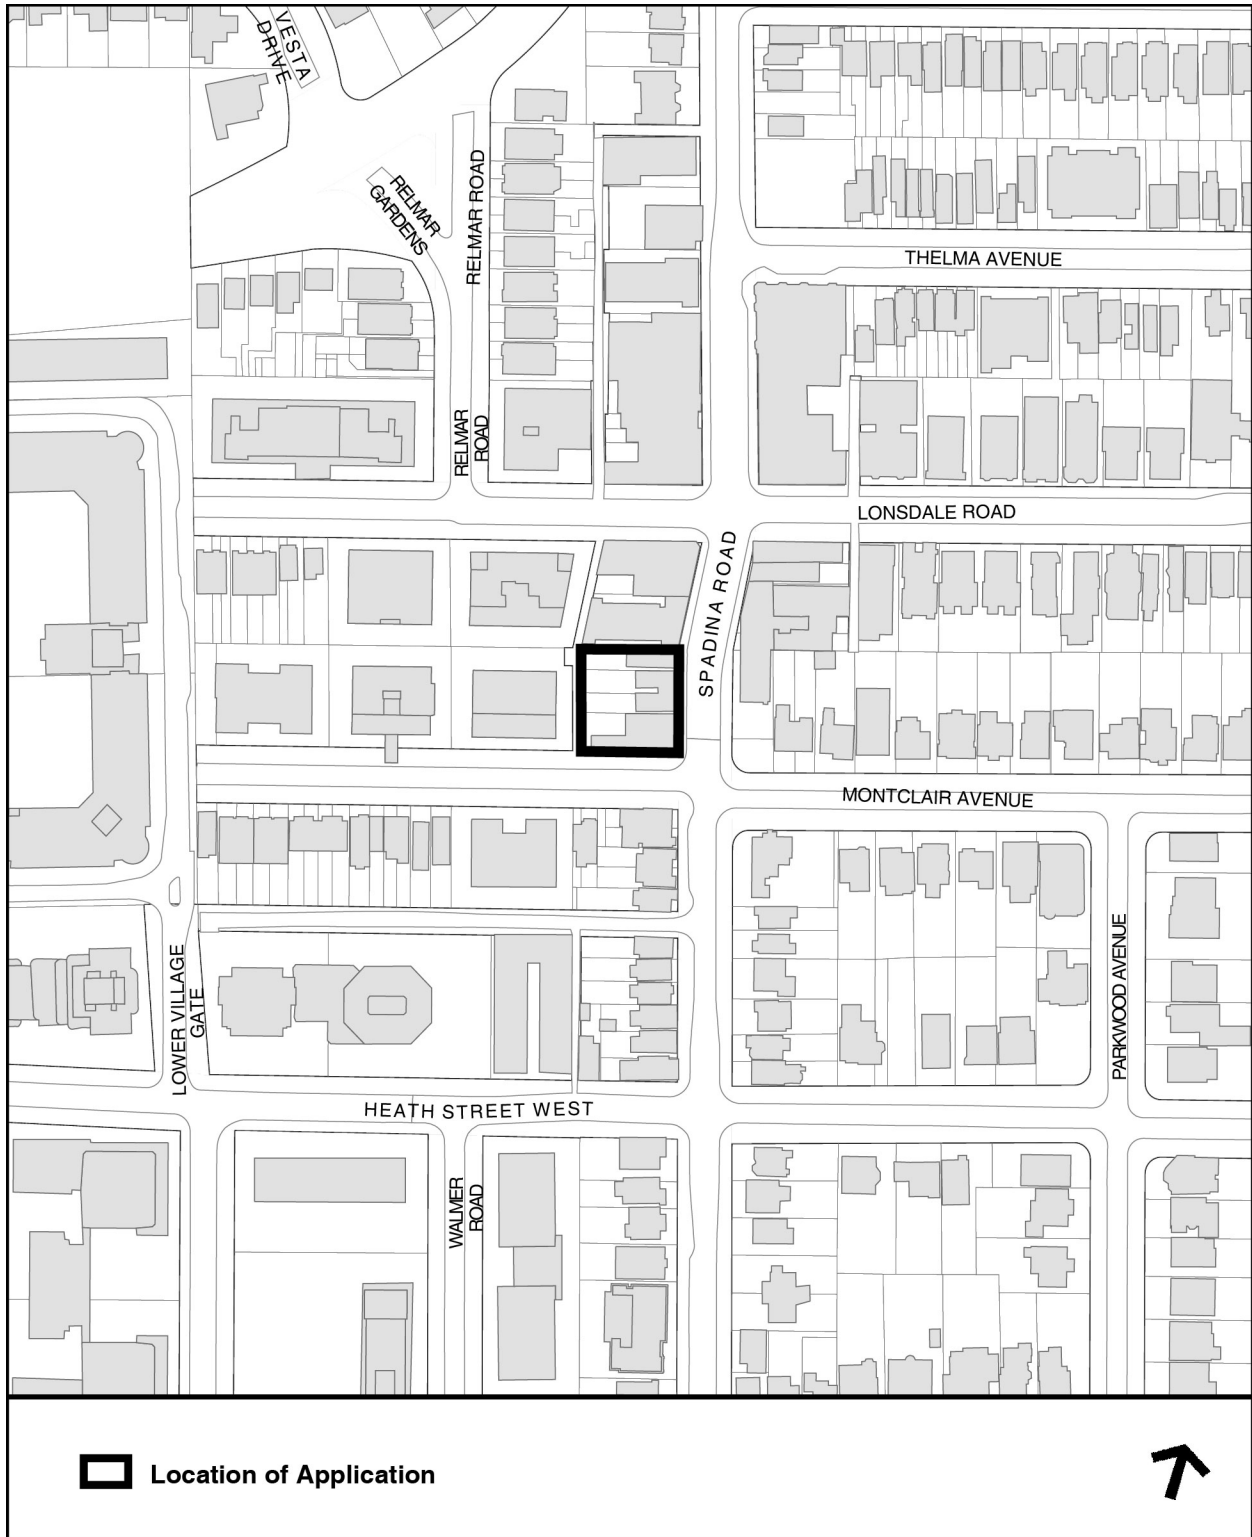 VESTA
DRIVE
RELMAR
GARDENS
RELMAR ROAD
THELMA AVENUE
RELMAR
ROAD
LONSDALE ROAD
SPADINA ROAD
MONTCLAIR AVENUE
LOWER VILLAGE
GATE
PARKWOOD AVENUE
HEATH STREET WEST
WALMER
ROAD
Location of Application